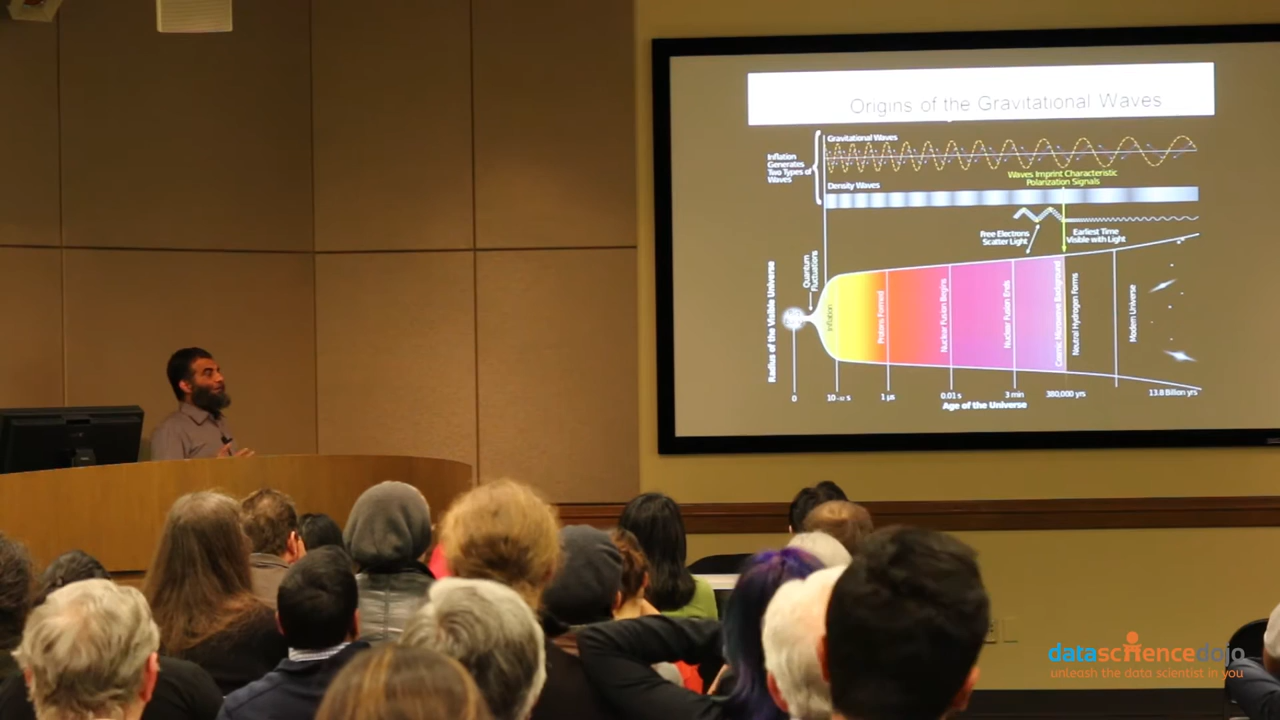 Origins of the Gravitational Waves
Gravitational Waves
Inflation
Generates
Two Types of
Waves
Waves Imprint Characteristic
Polarization Signals
Density Waves
Free Electrons
Scatter Light
Earliest Time
Visible with Light
Radius of the Visible Universe
Quantum
Fluctuations
Inflation
Protons Formed
Nuclear Fusion Begins
Nuclear Fusion Ends
Cosmic Microwave Background
Neutral Hydrogen Forms
Modern Universe
0
1 µs
0.01 s
3 min
380,000 yrs
13.8 Billion yrs
Age of the Universe
datasciencedojo
unleash the data scientist in you